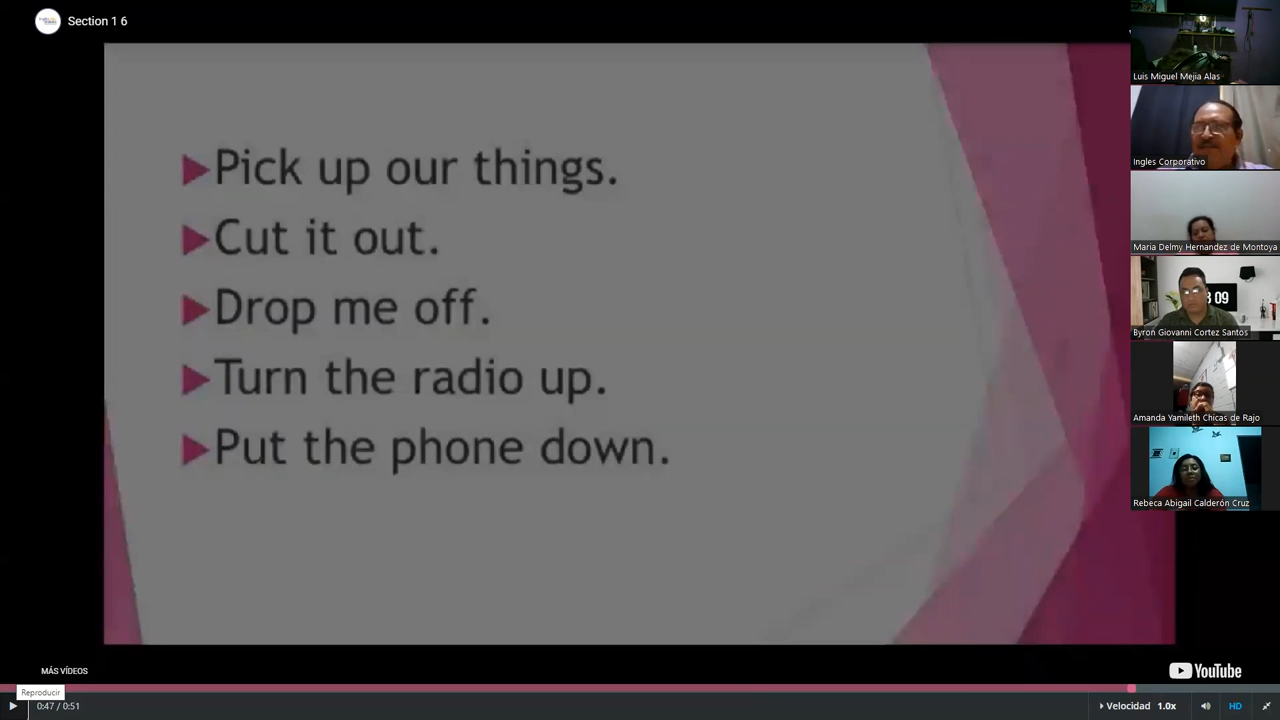 Section 1 6
Pick up our things.
Cut it out.
Drop me off.
Turn the radio up.
Put the phone down.
Luis Miguel Mejia Alas
Ingles Corporativo
Maria Delmy Hernandez de Montoya
09
Byron Giovanni Cortez Santos
Amanda Yamileth Chicas de Rajo
Rebeca Abigail Calderón Cruz
MÁS VÍDEOS
YouTube
Reproducir
0:47 / 0:51
Velocidad 1.0x
HD